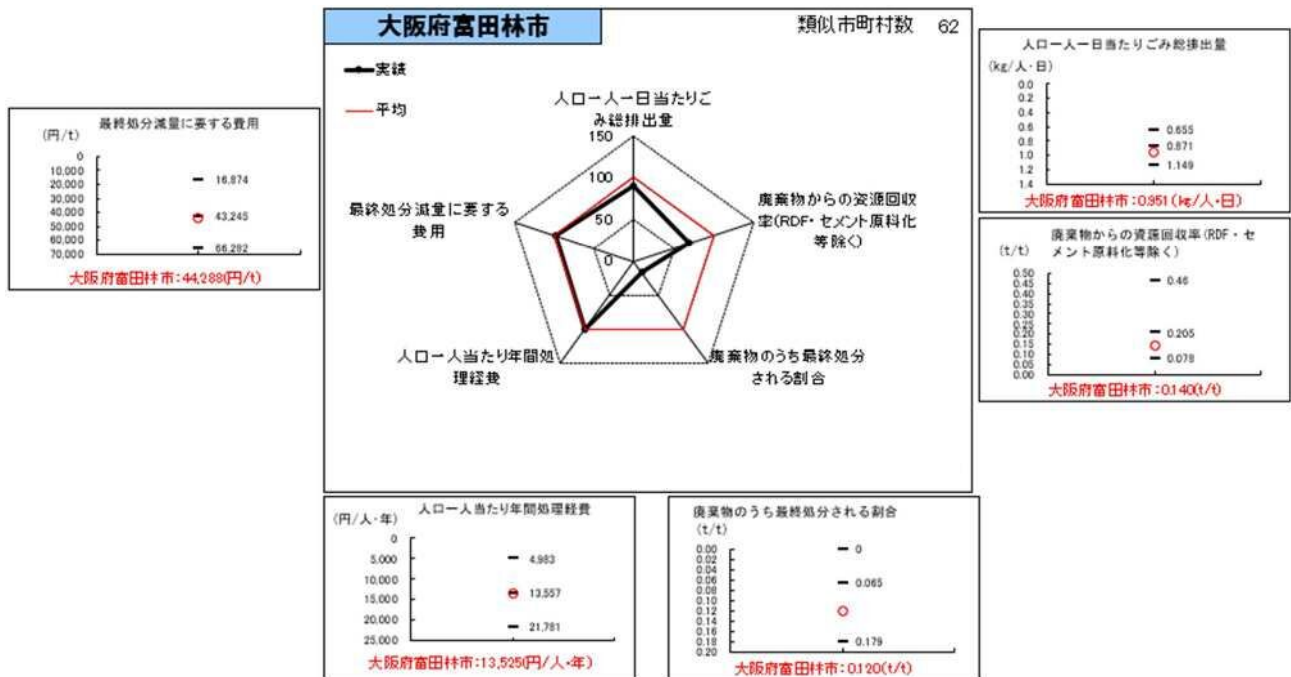 大阪府富田林市
類似市町村数 62
実績
平均
人口一人一日当たりご
み総排出量
150
100
50
0
廃棄物からの資源回収
率(RDF・セメント原料化
等除く)
最終処分減量に要する
費用
人口一人当たり年間処
理経費
廃棄物のうち最終処分
される割合
最終処分減量に要する費用
(円/t)
0
10,000
20,000
30,000
40,000
50,000
60,000
70,000
16,874
43,245
66,282
大阪府富田林市:44,288(円/t)
人口一人一日当たりごみ総排出量
(kg/人・日)
0.0
0.2
0.4
0.6
0.8
1.0
1.2
1.4
0.655
0.871
1.149
大阪府富田林市:0.951(kg/人・日)
廃棄物からの資源回収率(RDF・セ
メント原料化等除く)
(t/t)
0.50
0.45
0.40
0.35
0.30
0.25
0.20
0.15
0.10
0.05
0.00
0.46
0.205
0.078
大阪府富田林市:0.140(t/t)
人口一人当たり年間処理経費
(円/人・年)
0
5,000
10,000
15,000
20,000
25,000
4,983
13,557
21,781
大阪府富田林市:13,525(円/人・年)
廃棄物のうち最終処分される割合
(t/t)
0.00
0.02
0.04
0.06
0.08
0.10
0.12
0.14
0.16
0.18
0.20
0
0.065
0.179
大阪府富田林市:0.120(t/t)